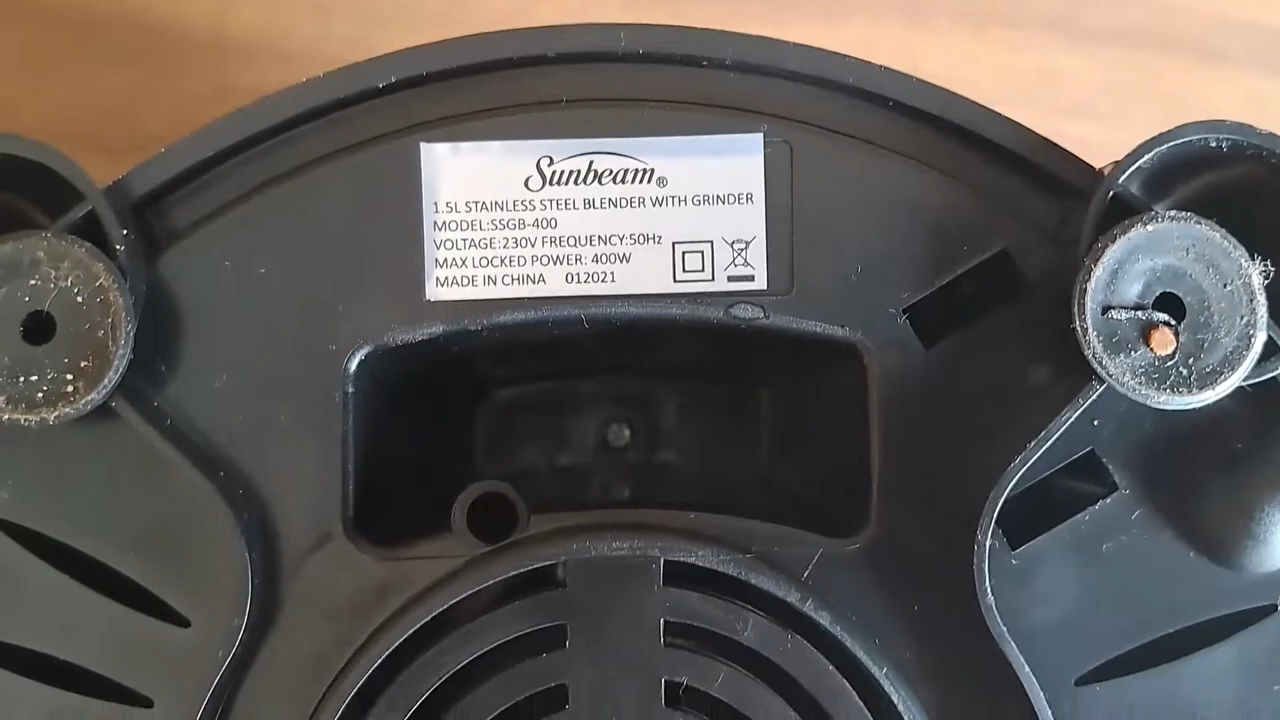 Sunbeam®
1.5L STAINLESS STEEL BLENDER WITH GRINDER
MODEL:SSGB-400
VOLTAGE:230V FREQUENCY:50Hz
MAX LOCKED POWER: 400W
MADE IN CHINA 012021